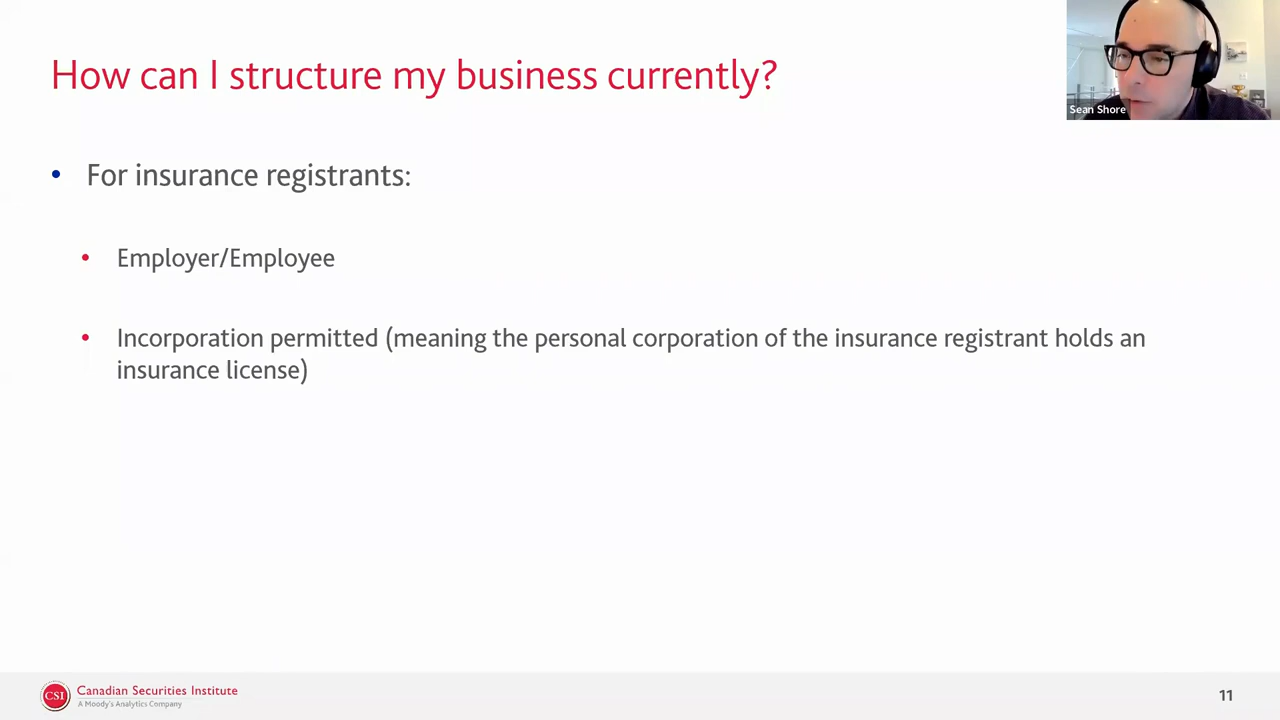 How can I structure my business currently?
Sean Shore
• For insurance registrants:
• Employer/Employee
• Incorporation permitted (meaning the personal corporation of the insurance registrant holds an
insurance license)
CSI Canadian Securities Institute
A Moody's Analytics Company
11